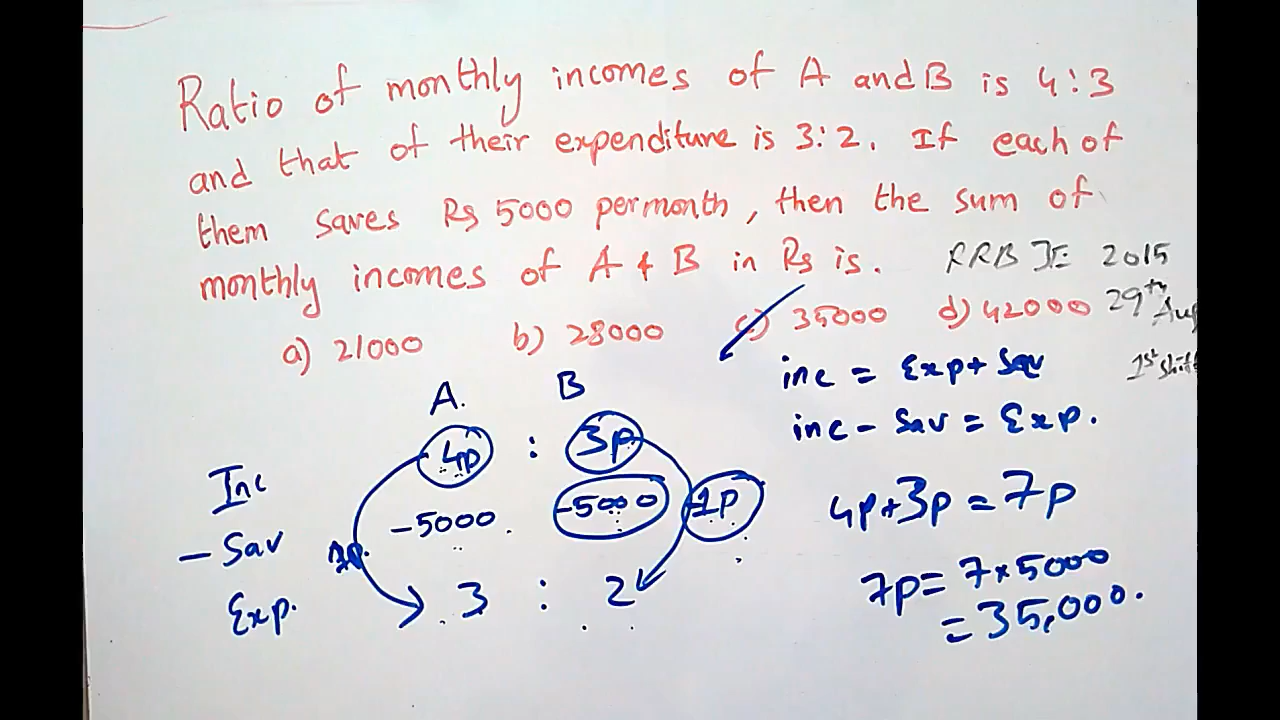 Ratio of monthly incomes of A and B is 4:3
and that of their expenditure is 3:2. If each of
them saves Rs 5000 per month, then the sum of
monthly incomes of A & B in Rs is. RRB JE 2015
a) 21000 b) 28000 c) 35000 d) 42000 29th Aug
1st shift
inc = Exp + Sav
inc - Sav = Exp.
A. B
Inc 4p : 3p
- Sav -5000 -5000 -1p
Exp. 3 : 2
4p+3p = 7p
7p = 7×5000
= 35,000.